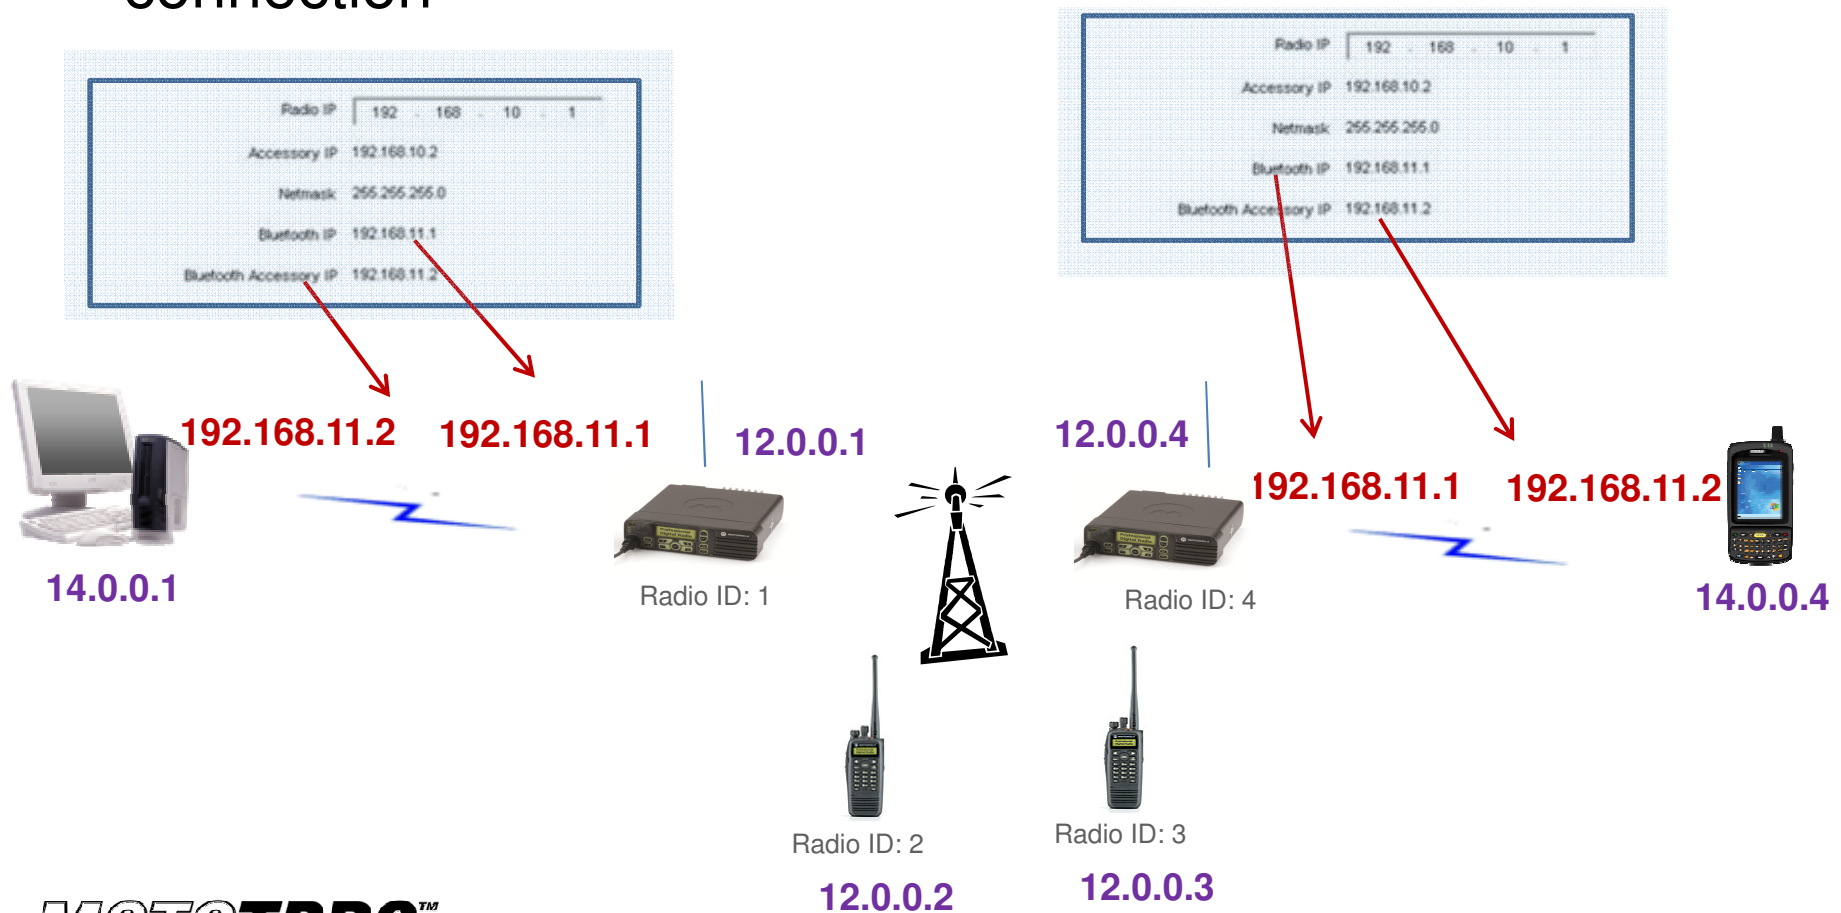 connection
Radio IP 192 . 168 . 10 . 1
Accessory IP 192.168.10.2
Netmask 255.255.255.0
Bluetooth IP 192.168.11.1
Bluetooth Accessory IP 192.168.11.2
Radio IP 192 . 168 . 10 . 1
Accessory IP 192.168.10.2
Netmask 255.255.255.0
Bluetooth IP 192.168.11.1
Bluetooth Accessory IP 192.168.11.2
192.168.11.2
192.168.11.1
12.0.0.1
12.0.0.4
192.168.11.1
192.168.11.2
14.0.0.1
Radio ID: 1
Radio ID: 4
14.0.0.4
Radio ID: 2
Radio ID: 3
12.0.0.2
12.0.0.3
MOTOTRBO™